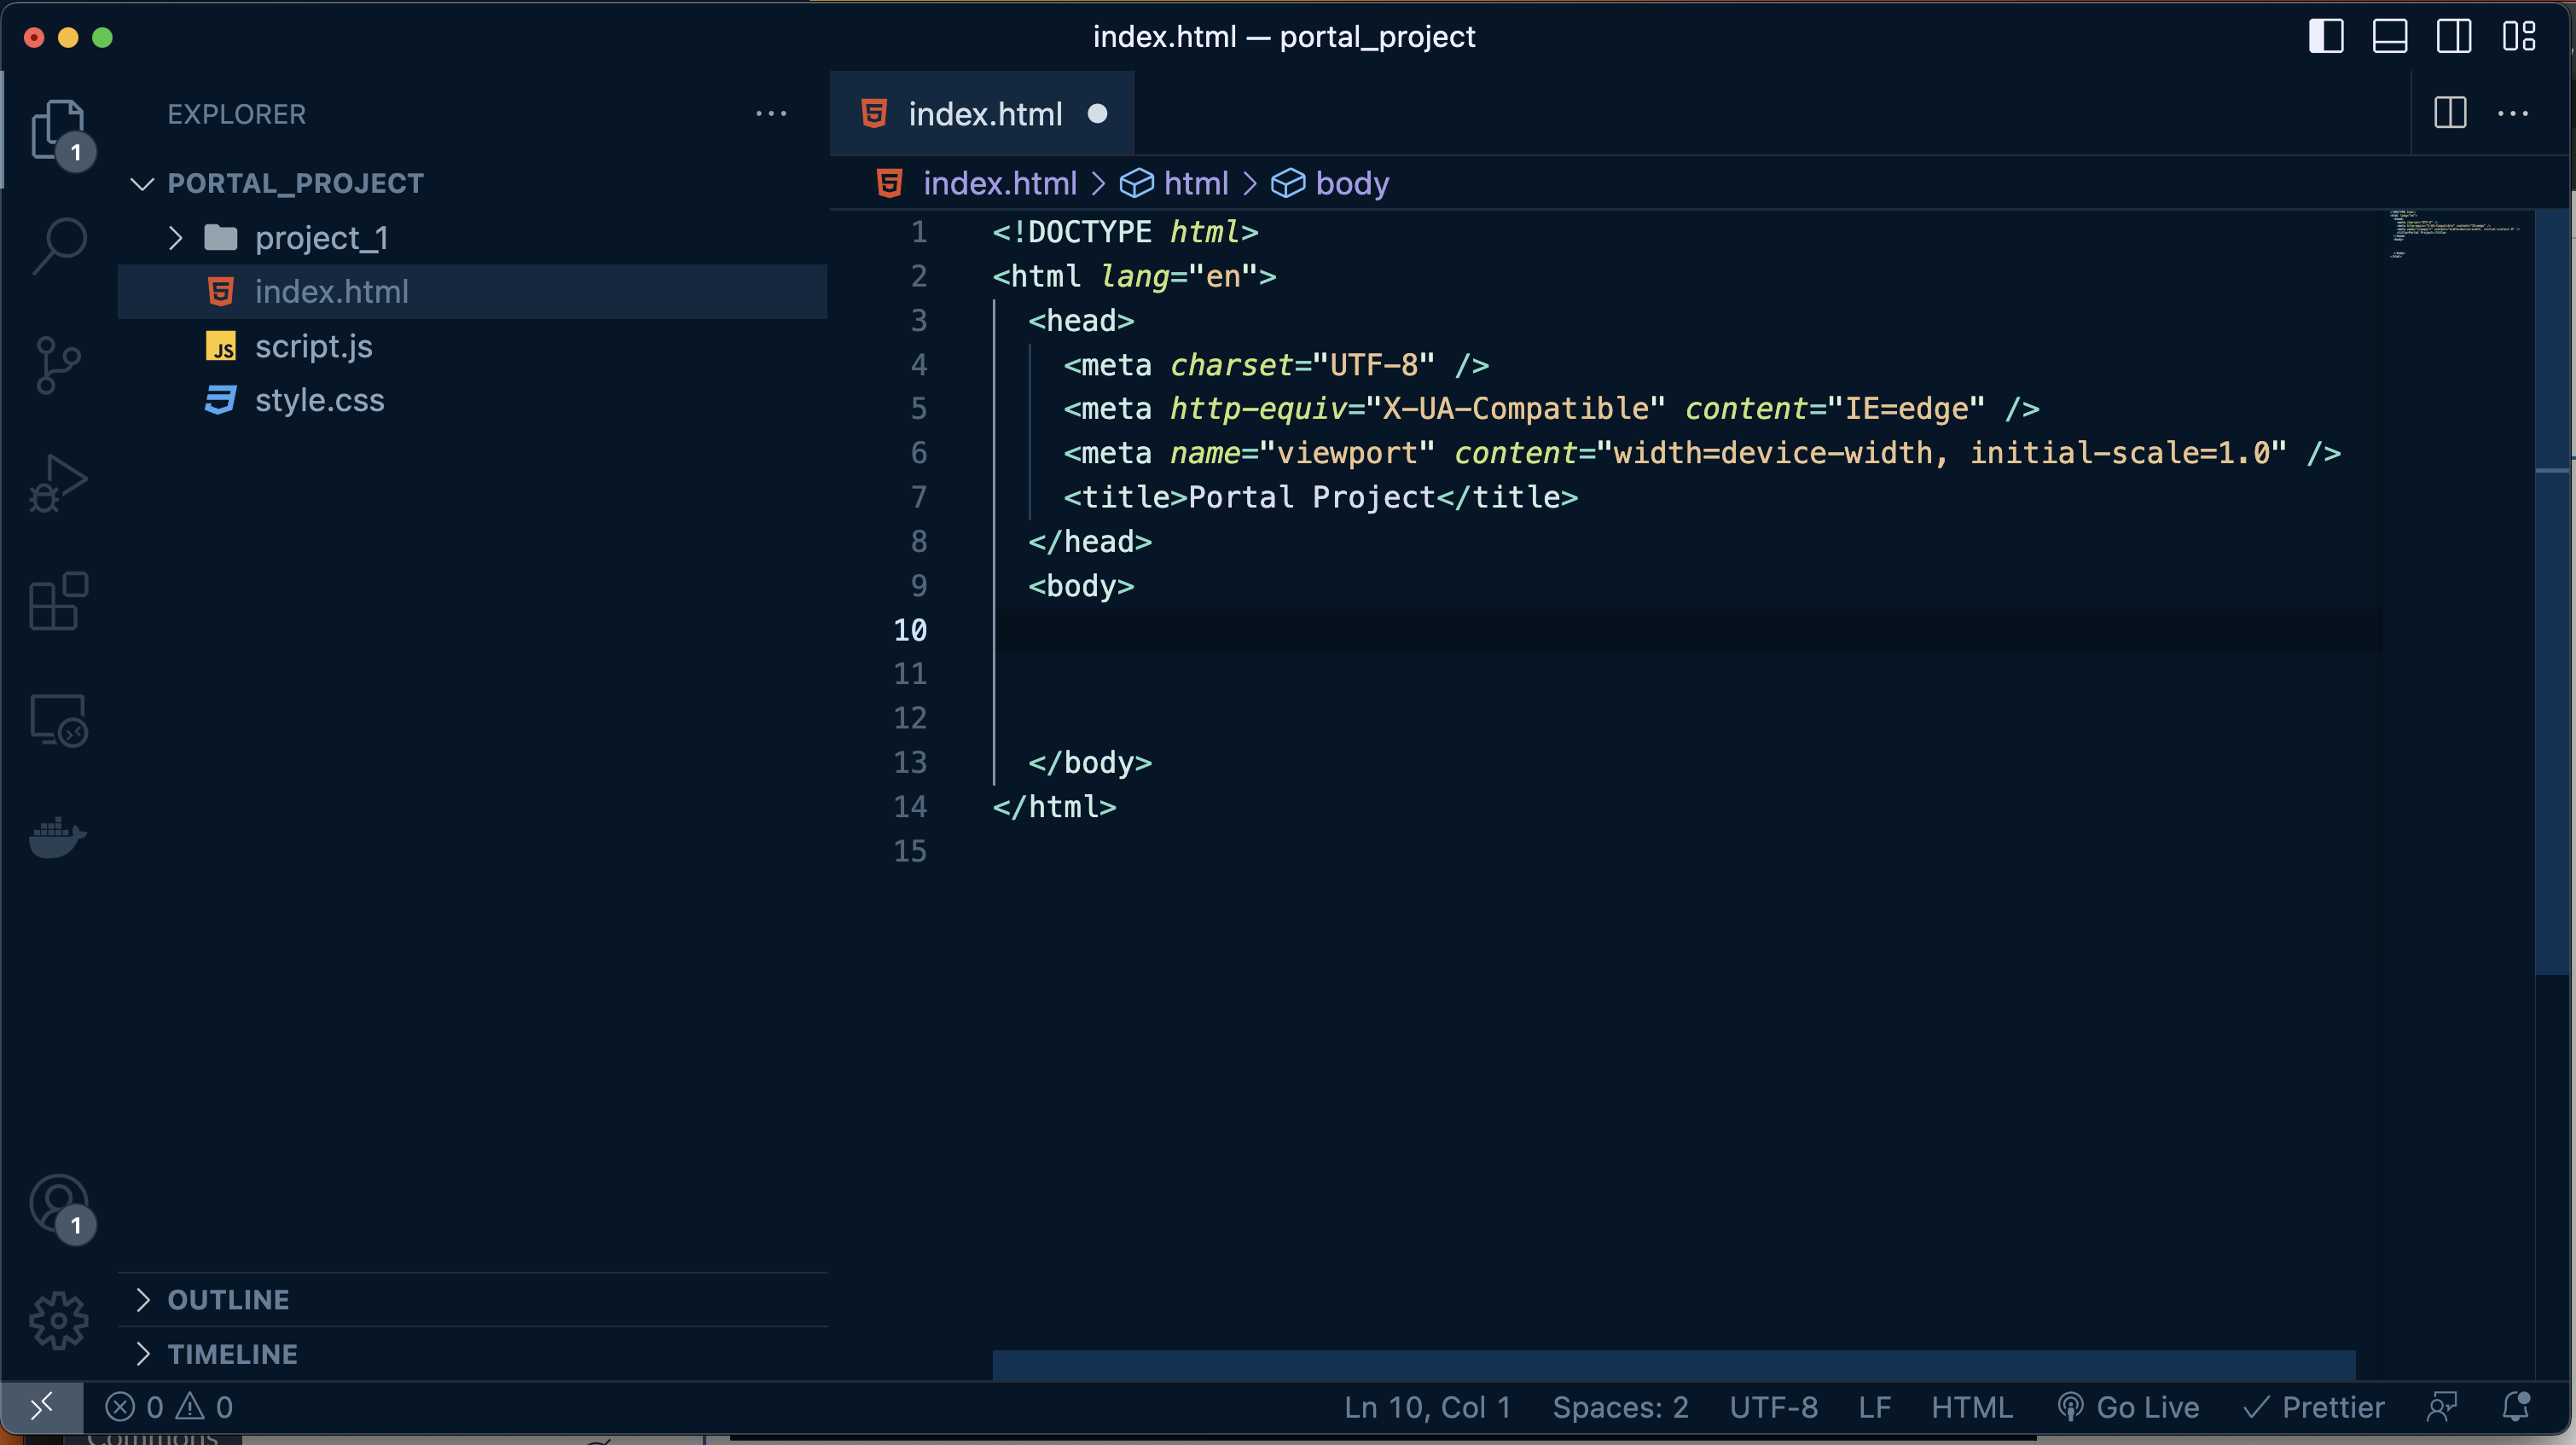 index.html — portal_project
EXPLORER
index.html
1
PORTAL_PROJECT
index.html > html > body
project_1
index.html
JS script.js
style.css
1 <!DOCTYPE html>
2 <html lang="en">
3 <head>
4 <meta charset="UTF-8" />
5 <meta http-equiv="X-UA-Compatible" content="IE=edge" />
6 <meta name="viewport" content="width=device-width, initial-scale=1.0" />
7 <title>Portal Project</title>
8 </head>
9 <body>
10
11
12
13 </body>
14 </html>
15
1
OUTLINE
TIMELINE
0 0
Ln 10, Col 1 Spaces: 2 UTF-8 LF HTML Go Live Prettier